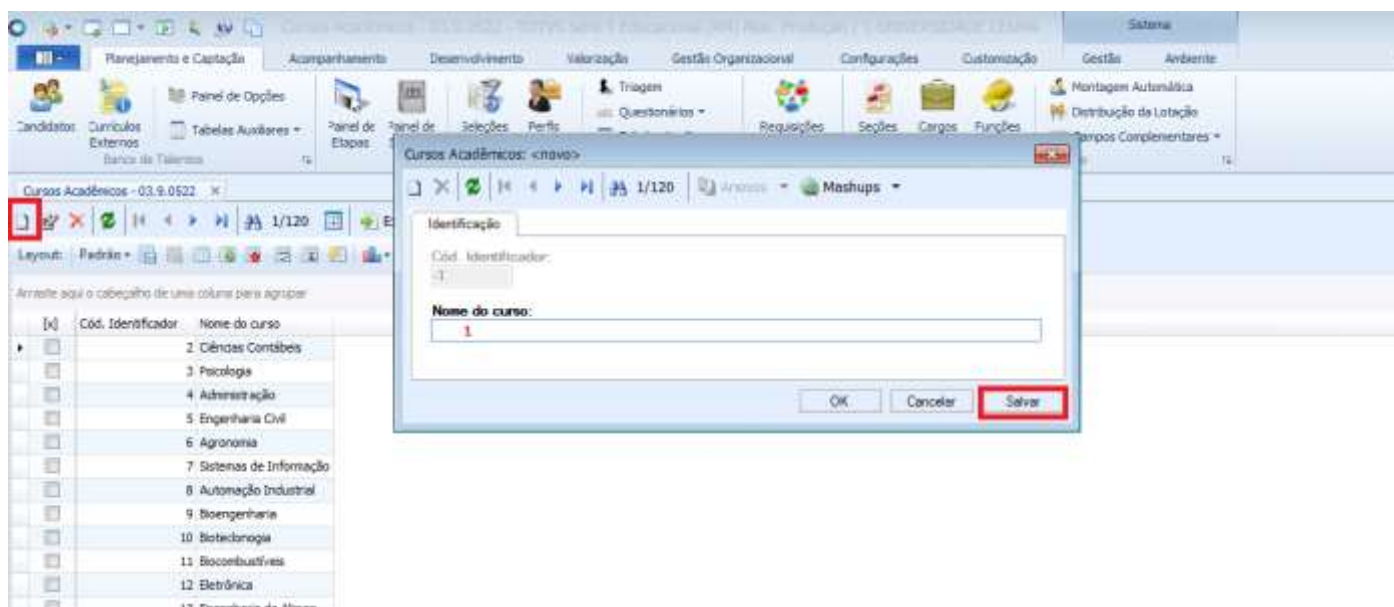 Sistema
Planejamento e Captação Acompanhamento Desenvolvimento Valorização Gestão Organizacional Configurações Customização Gestão Ambiente
Candidatos
Currículos Externos
Painel de Opções
Tabelas Auxiliares
Banco de Talentos
Painel de Etapas
Painel de
Seleções
Perfis
Triagem
Questionários
Requisições
Seções
Cargos
Funções
Montagem Automática
Distribuição da Lotação
Campos Complementares
Cursos Acadêmicos - 03.9.0522
1/120
Layout: Padrão
Arraste aqui o cabeçalho de uma coluna para agrupar
[x] Cód. Identificador Nome do curso
2 Ciências Contábeis
3 Psicologia
4 Administração
5 Engenharia Civil
6 Agronomia
7 Sistemas de Informação
8 Automação Industrial
9 Bioengenharia
10 Bioteclonogia
11 Biocombustíveis
12 Eletrônica
Cursos Acadêmicos: <novo>
1/120 Anexos Mashups
Identificação
Cód. Identificador:
-1
Nome do curso:
1
OK Cancelar Salvar